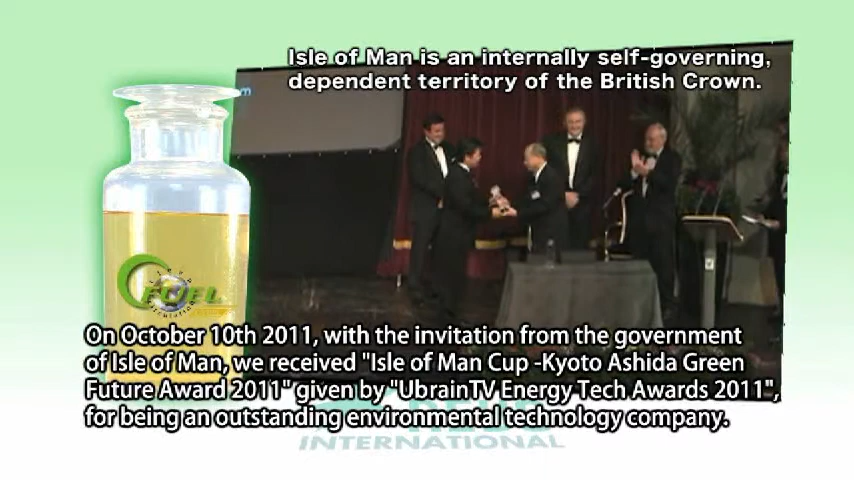 Isle of Man is an internally self-governing,
dependent territory of the British Crown.
FUEL
On October 10th 2011, with the invitation from the government
of Isle of Man, we received "Isle of Man Cup -Kyoto Ashida Green
Future Award 2011" given by "UbrainTV Energy Tech Awards 2011",
for being an outstanding environmental technology company.
INTERNATIONAL